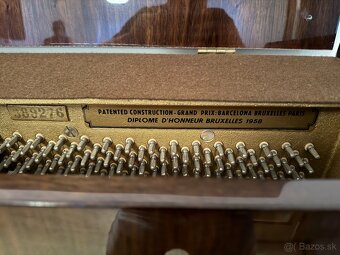 PATENTED CONSTRUCTION-GRAND PRIX: BARCELONA BRUXELLES PARIS
DIPLOME D'HONNEUR BRUXELLES 1958
© Bazos.sk